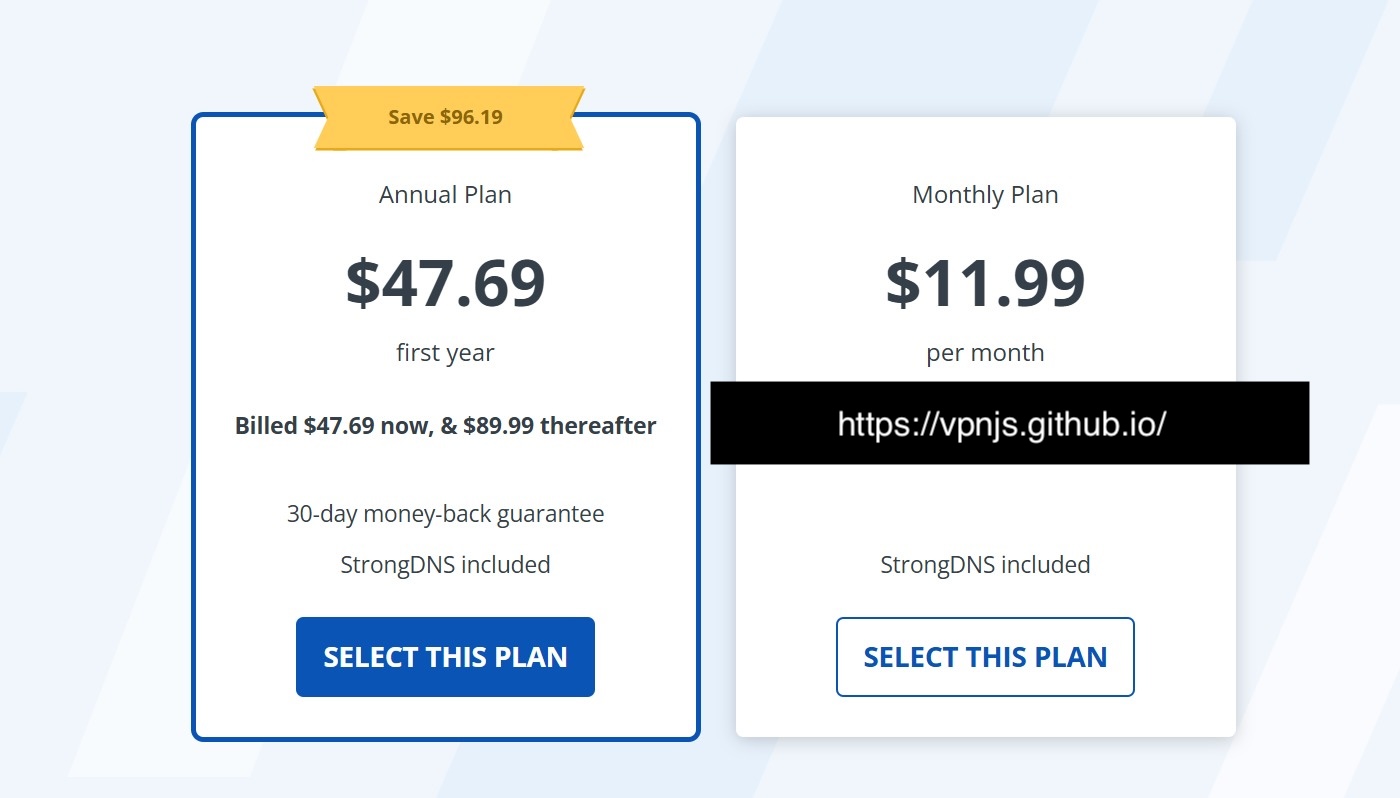 Save $96.19
Annual Plan
$47.69
first year
Billed $47.69 now, & $89.99 thereafter
30-day money-back guarantee
StrongDNS included
SELECT THIS PLAN
Monthly Plan
$11.99
per month
https://vpnjs.github.io/
StrongDNS included
SELECT THIS PLAN